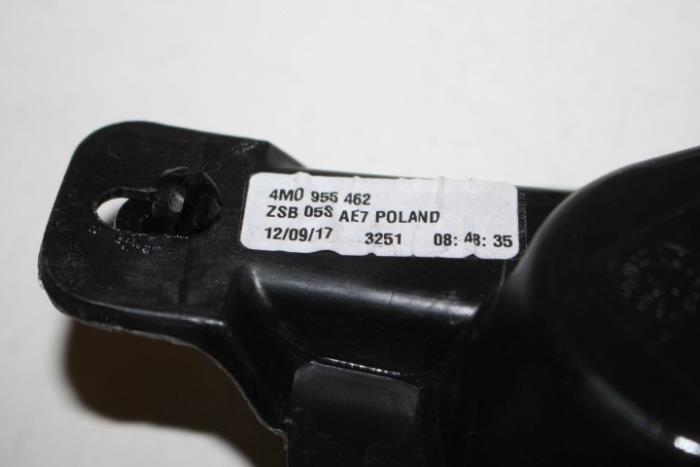 4M0 955 462
ZSB 05S AE7 POLAND
12/09/17 3251 08:48:35